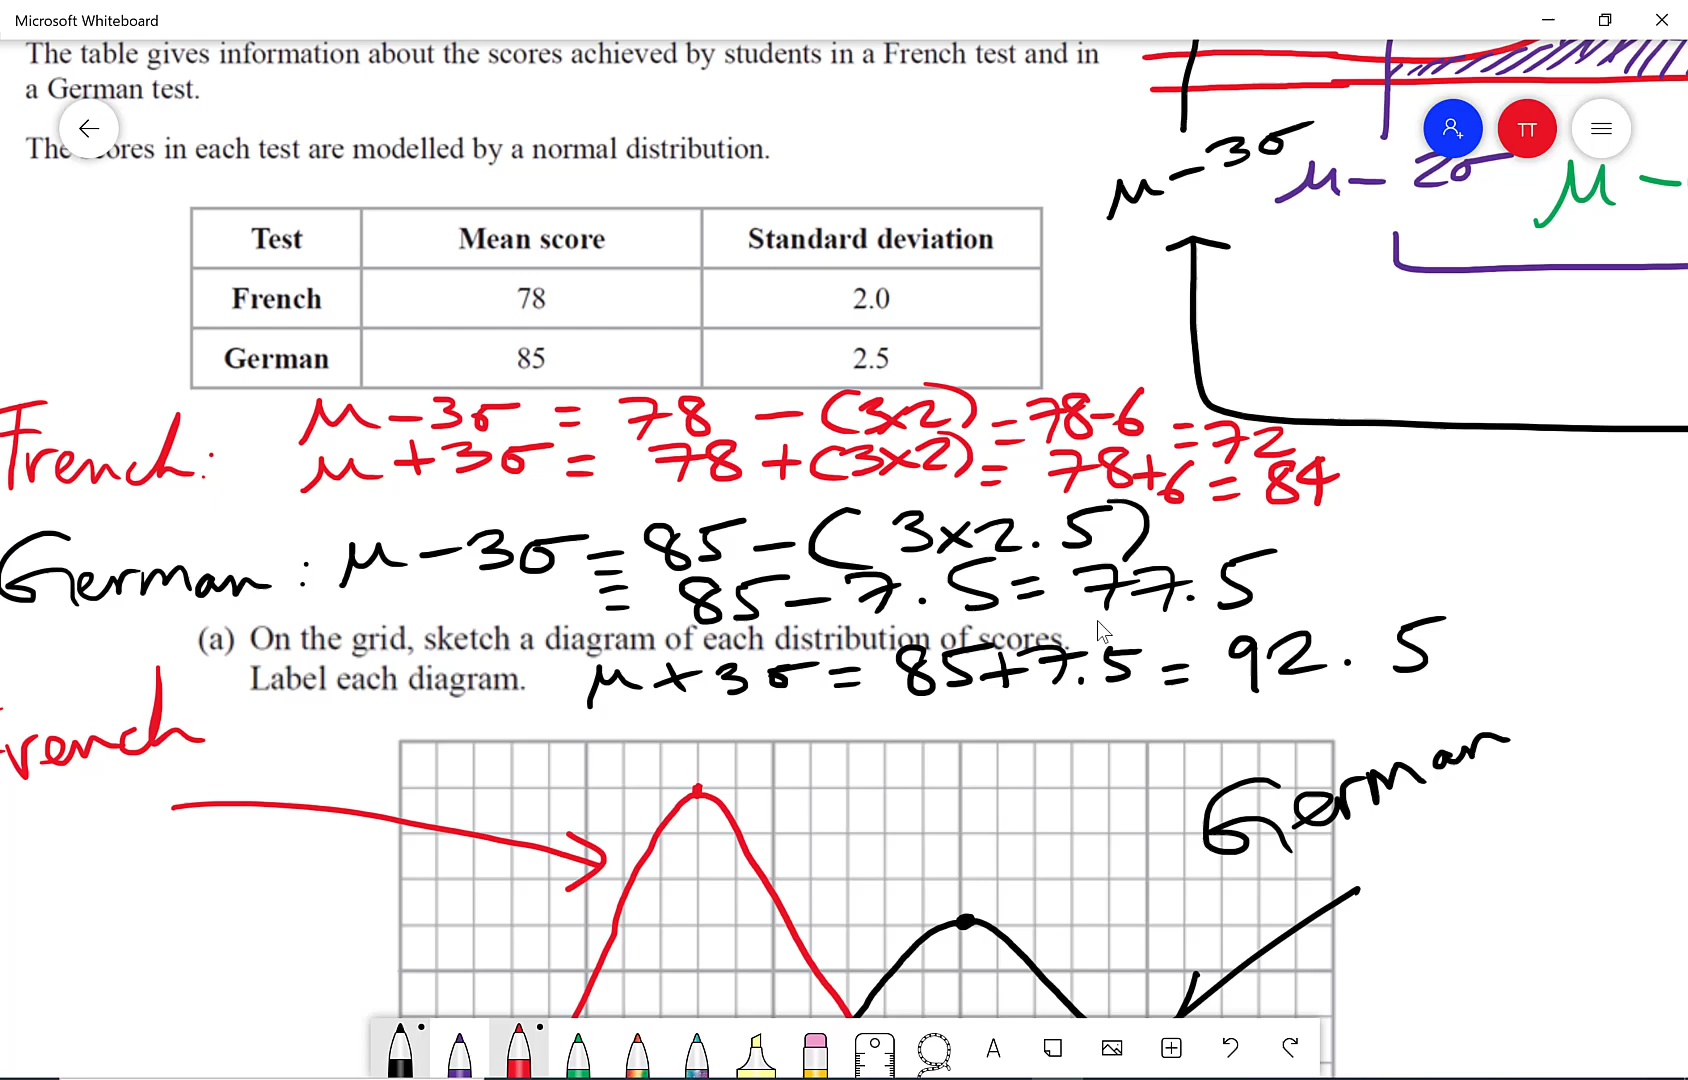 Microsoft Whiteboard
The table gives information about the scores achieved by students in a French test and in
a German test.
The scores in each test are modelled by a normal distribution.
μ - 3σ
μ - 2σ
μ -
Test Mean score Standard deviation
French 78 2.0
German 85 2.5
French: μ - 3σ = 78 - (3×2) = 78-6 = 72
μ + 3σ = 78 + (3×2) = 78+6 = 84
German: μ - 3σ = 85 - (3×2.5)
= 85 - 7.5 = 77.5
(a) On the grid, sketch a diagram of each distribution of scores.
Label each diagram.
μ + 3σ = 85+7.5 = 92.5
French
German